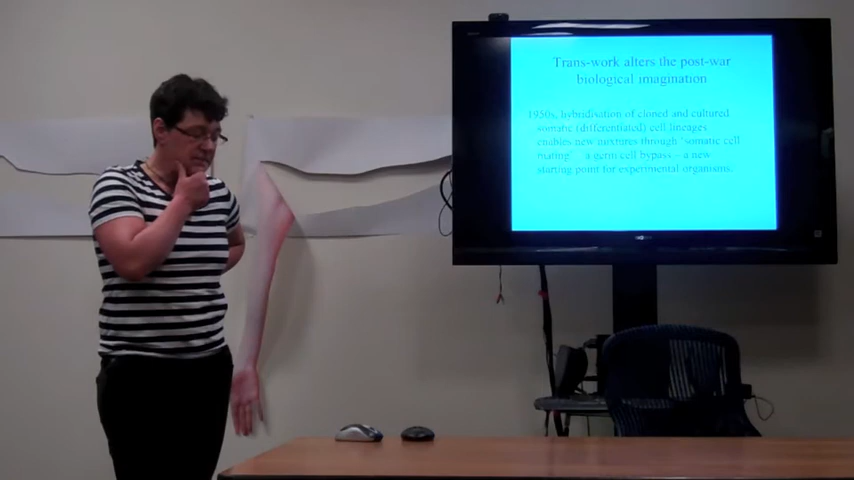 Trans-work alters the post-war
biological imagination
1950s, hybridisation of cloned and cultured
somatic (differentiated) cell lineages
enables new mixtures through 'somatic cell
mating' – a germ cell bypass – a new
starting point for experimental organisms.